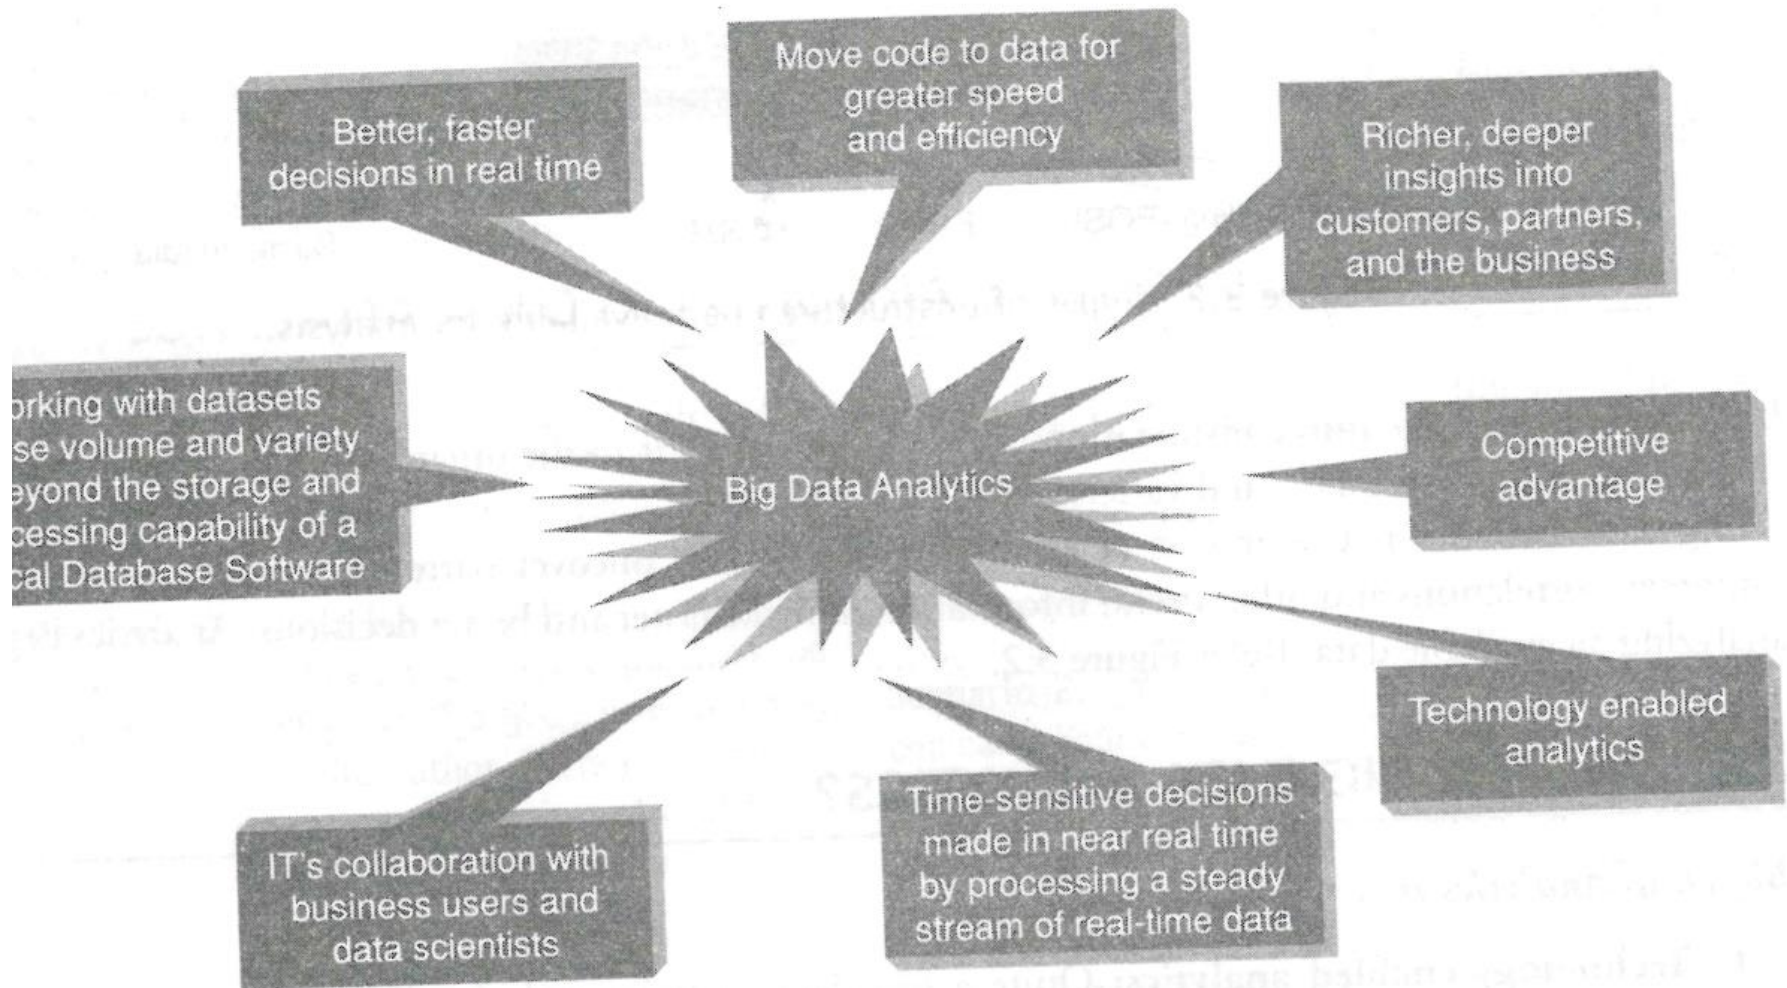 Move code to data for
greater speed
and efficiency
Better, faster
decisions in real time
Richer, deeper
insights into
customers, partners,
and the business
orking with datasets
se volume and variety
eyond the storage and
cessing capability of a
cal Database Software
Big Data Analytics
Competitive
advantage
Technology enabled
analytics
IT's collaboration with
business users and
data scientists
Time-sensitive decisions
made in near real time
by processing a steady
stream of real-time data